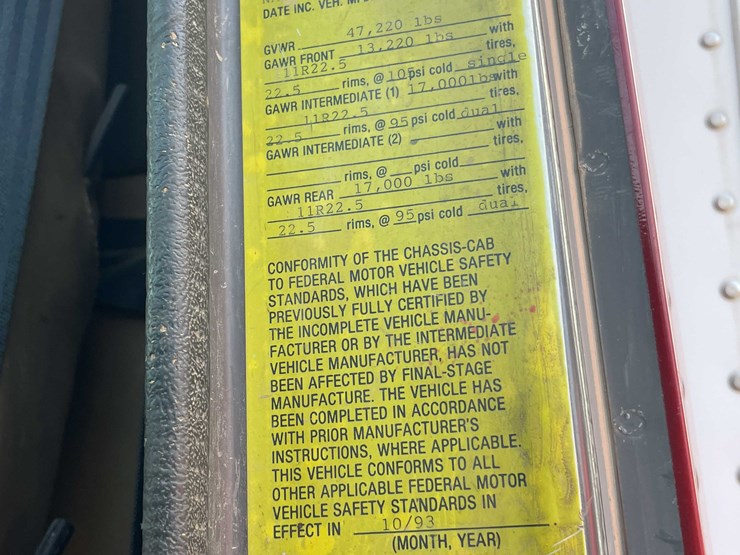 DATE INC. VEH.
GVWR 47,220 lbs
GAWR FRONT 13,220 lbs with
11R22.5 tires,
22.5 rims, @ 105psi cold single
GAWR INTERMEDIATE (1) 17,000lbs with
11R22.5 tires,
22.5 rims, @ 95 psi cold dual
GAWR INTERMEDIATE (2) with
tires,
rims, @ psi cold
GAWR REAR 17,000 lbs with
11R22.5 tires,
22.5 rims, @ 95 psi cold dual
CONFORMITY OF THE CHASSIS-CAB
TO FEDERAL MOTOR VEHICLE SAFETY
STANDARDS, WHICH HAVE BEEN
PREVIOUSLY FULLY CERTIFIED BY
THE INCOMPLETE VEHICLE MANU-
FACTURER OR BY THE INTERMEDIATE
VEHICLE MANUFACTURER, HAS NOT
BEEN AFFECTED BY FINAL-STAGE
MANUFACTURE. THE VEHICLE HAS
BEEN COMPLETED IN ACCORDANCE
WITH PRIOR MANUFACTURER'S
INSTRUCTIONS, WHERE APPLICABLE.
THIS VEHICLE CONFORMS TO ALL
OTHER APPLICABLE FEDERAL MOTOR
VEHICLE SAFETY STANDARDS IN
EFFECT IN 10/93
(MONTH, YEAR)